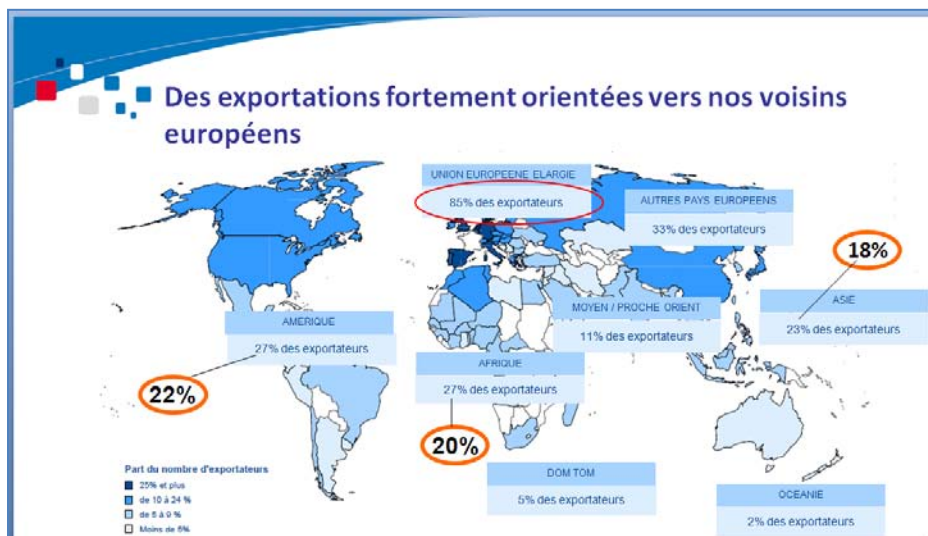 Des exportations fortement orientées vers nos voisins
européens
UNION EUROPEENE ELARGIE
85% des exportateurs
AUTRES PAYS EUROPEENS
33% des exportateurs
18%
ASIE
23% des exportateurs
MOYEN / PROCHE ORIENT
11% des exportateurs
AMERIQUE
27% des exportateurs
22%
AFRIQUE
27% des exportateurs
20%
DOM TOM
5% des exportateurs
OCEANIE
2% des exportateurs
Part du nombre d'exportateurs
25% et plus
de 10 à 24 %
de 5 à 9 %
Moins de 5%